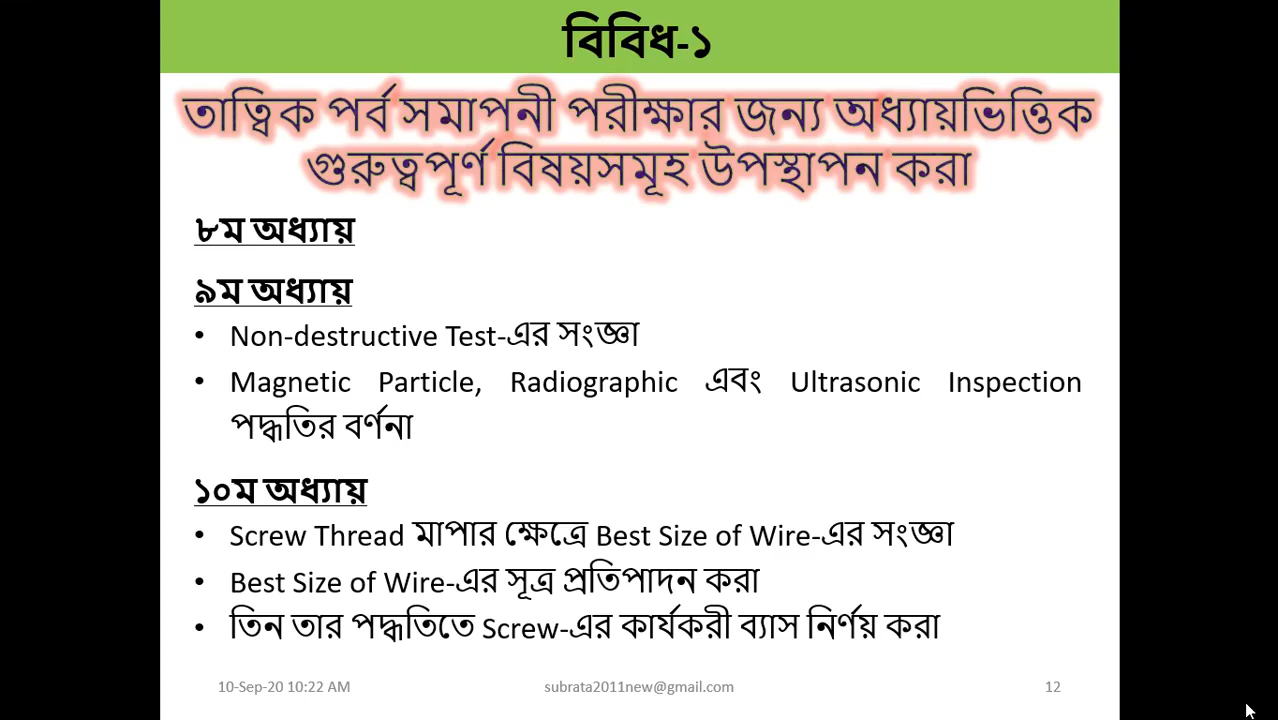 বিবিধ-১
তাত্বিক পর্ব সমাপনী পরীক্ষার জন্য অধ্যায়ভিত্তিক
গুরুত্বপূর্ণ বিষয়সমূহ উপস্থাপন করা
৮ম অধ্যায়
৯ম অধ্যায়
• Non-destructive Test-এর সংজ্ঞা
• Magnetic Particle, Radiographic এবং Ultrasonic Inspection
পদ্ধতির বর্ণনা
১০ম অধ্যায়
• Screw Thread মাপার ক্ষেত্রে Best Size of Wire-এর সংজ্ঞা
• Best Size of Wire-এর সূত্র প্রতিপাদন করা
• তিন তার পদ্ধতিতে Screw-এর কার্যকরী ব্যাস নির্ণয় করা
10-Sep-20 10:22 AM subrata2011new@gmail.com 12